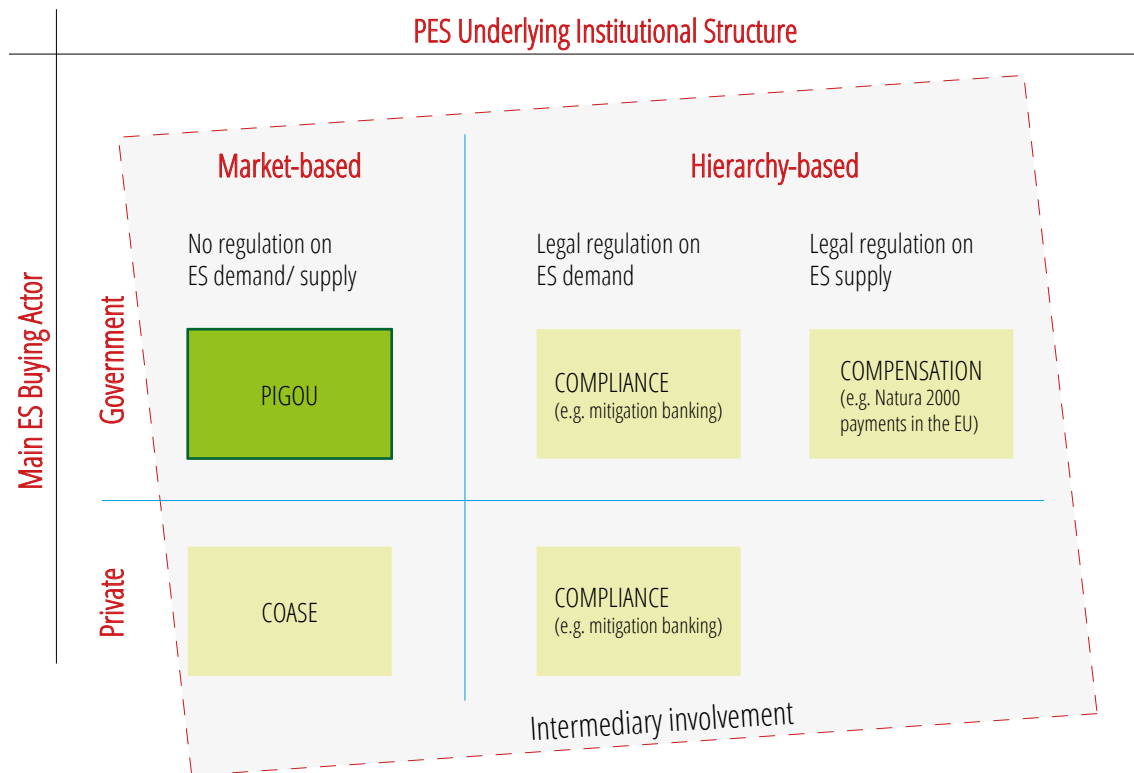 PES Underlying Institutional Structure
Main ES Buying Actor
Market-based
Hierarchy-based
No regulation on
ES demand/ supply
Legal regulation on
ES demand
Legal regulation on
ES supply
Government
PIGOU
COMPLIANCE
(e.g. mitigation banking)
COMPENSATION
(e.g. Natura 2000
payments in the EU)
Private
COASE
COMPLIANCE
(e.g. mitigation banking)
Intermediary involvement